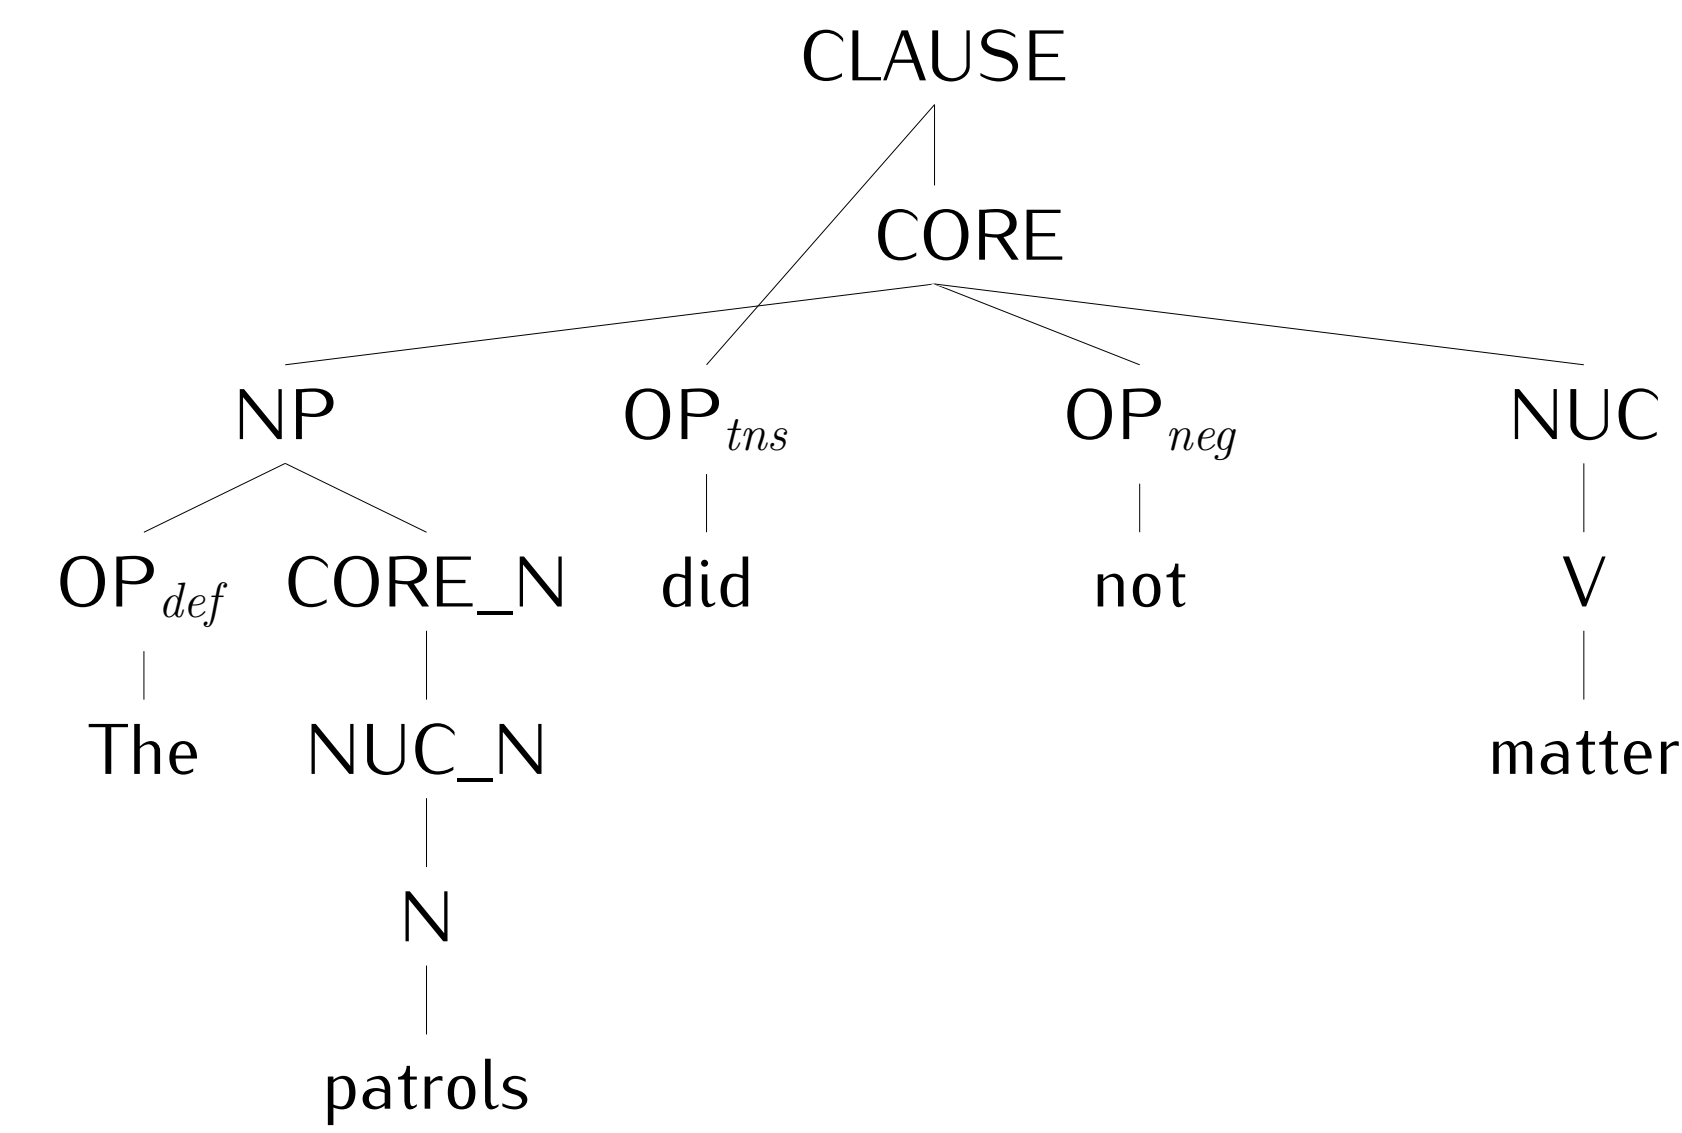 CLAUSE
CORE
NP OP_tns OP_neg NUC
OP_def CORE_N did not V
The NUC_N matter
N
patrols